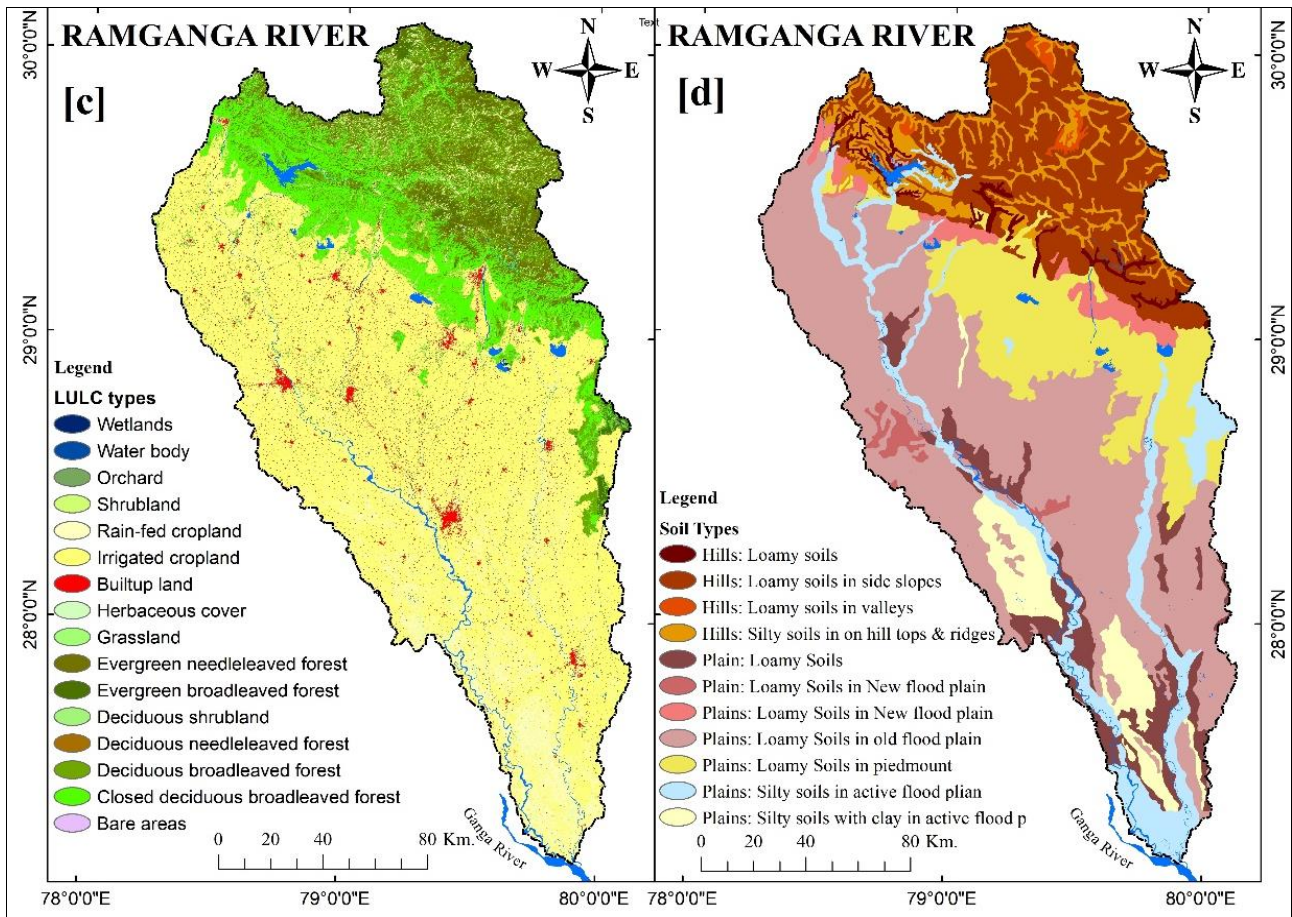 RAMGANGA RIVER
[c]
N
W E
S
30°0'0"N
29°0'0"N
28°0'0"N
Legend
LULC types
Wetlands
Water body
Orchard
Shrubland
Rain-fed cropland
Irrigated cropland
Builtup land
Herbaceous cover
Grassland
Evergreen needleleaved forest
Evergreen broadleaved forest
Deciduous shrubland
Deciduous needleleaved forest
Deciduous broadleaved forest
Closed deciduous broadleaved forest
Bare areas
0 20 40 80 Km.
Ganga River
78°0'0"E 79°0'0"E 80°0'0"E
Text
RAMGANGA RIVER
[d]
N
W E
S
30°0'0"N
29°0'0"N
28°0'0"N
Legend
Soil Types
Hills: Loamy soils
Hills: Loamy soils in side slopes
Hills: Loamy soils in valleys
Hills: Silty soils in on hill tops & ridges
Plain: Loamy Soils
Plain: Loamy Soils in New flood plain
Plains: Loamy Soils in New flood plain
Plains: Loamy Soils in old flood plain
Plains: Loamy Soils in piedmount
Plains: Silty soils in active flood plian
Plains: Silty soils with clay in active flood p
0 20 40 80 Km.
Ganga River
79°0'0"E 80°0'0"E